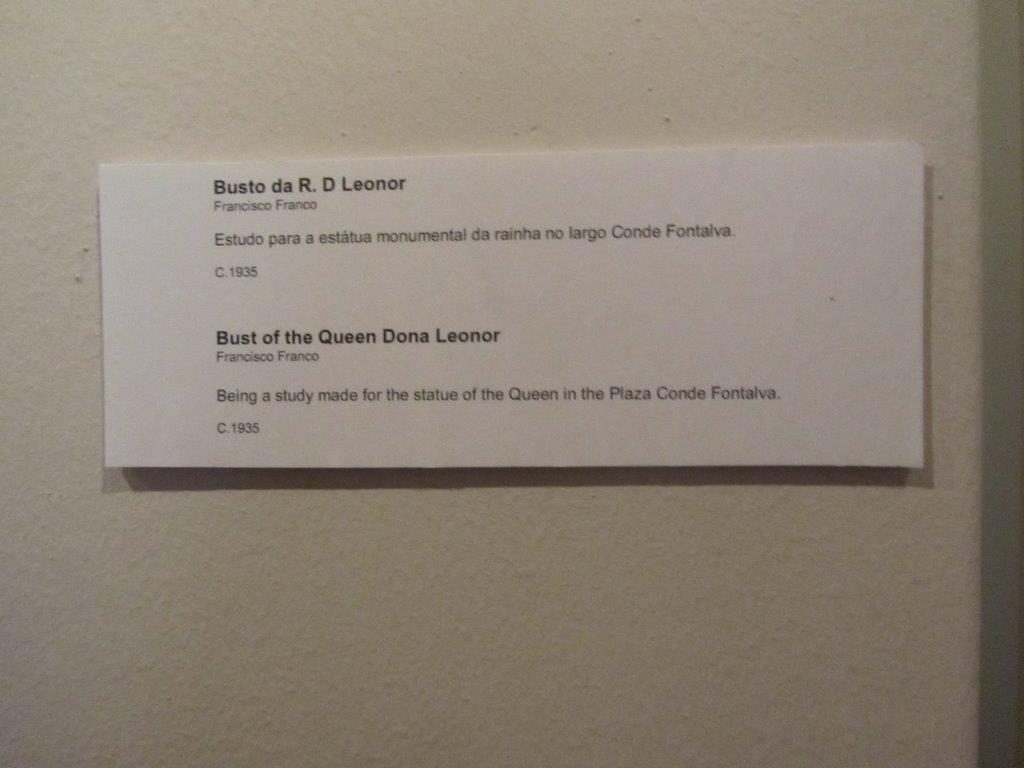 Busto da R. D Leonor
Francisco Franco
Estudo para a estátua monumental da rainha no largo Conde Fontalva.
C.1935
Bust of the Queen Dona Leonor
Francisco Franco
Being a study made for the statue of the Queen in the Plaza Conde Fontalva.
C.1935